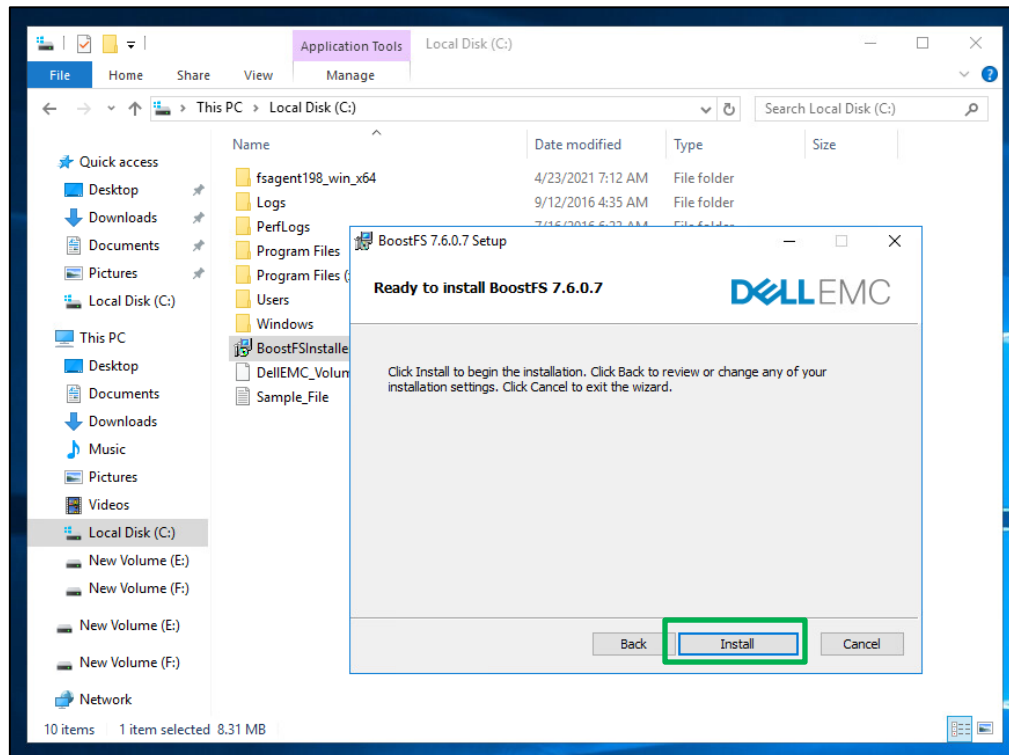 Application Tools
Local Disk (C:)
File
Home
Share
View
Manage
This PC > Local Disk (C:)
Search Local Disk (C:)
Name
Date modified
Type
Size
Quick access
Desktop
Downloads
Documents
Pictures
Local Disk (C:)
This PC
Desktop
Documents
Downloads
Music
Pictures
Videos
Local Disk (C:)
New Volume (E:)
New Volume (F:)
New Volume (E:)
New Volume (F:)
Network
fsagent198_win_x64 4/23/2021 7:12 AM File folder
Logs 9/12/2016 4:35 AM File folder
PerfLogs
Program Files
Program Files (
Users
Windows
BoostFSInstalle
DellEMC_Volum
Sample_File
BoostFS 7.6.0.7 Setup
Ready to install BoostFS 7.6.0.7
DELL EMC
Click Install to begin the installation. Click Back to review or change any of your
installation settings. Click Cancel to exit the wizard.
Back
Install
Cancel
10 items 1 item selected 8.31 MB